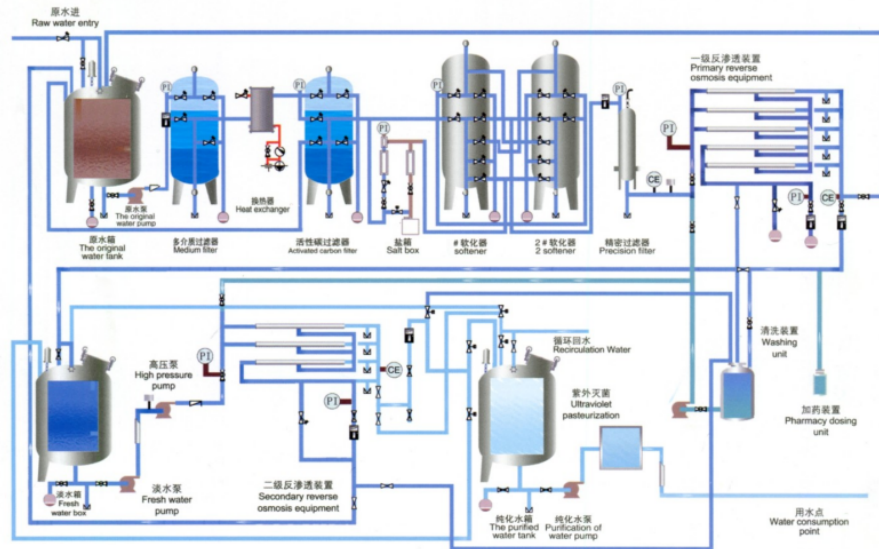 原水进
Raw water entry
一级反渗透装置
Primary reverse
osmosis equipment
PI
PI
PI
PI
PI
PI
PI
CE
PI
CE
原水泵
The original
water pump
换热器
Heat exchanger
原水箱
The original
water tank
多介质过滤器
Medium filter
活性碳过滤器
Activated carbon filter
盐箱
Salt box
# 软化器
softener
2 # 软化器
2 softener
精密过滤器
Precision filter
高压泵
High pressure
pump
PI
PI
CE
循环回水
Recirculation Water
紫外灭菌
Ultraviolet
pasteurization
清洗装置
Washing
unit
加药装置
Pharmacy dosing
unit
淡水箱
Fresh
water box
淡水泵
Fresh water
pump
二级反渗透装置
Secondary reverse
osmosis equipment
纯化水箱
The purified
water tank
纯化水泵
Purification of
water pump
用水点
Water consumption
point